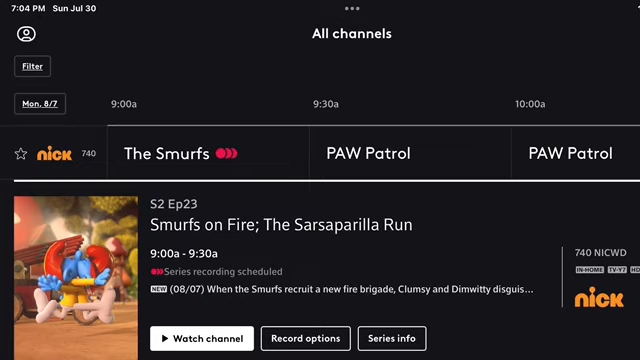 7:04 PM Sun Jul 30
All channels
Filter
Mon, 8/7 9:00a 9:30a 10:00a
nick 740 The Smurfs PAW Patrol PAW Patrol
S2 Ep23
Smurfs on Fire; The Sarsaparilla Run
9:00a - 9:30a
740 NICWD
Series recording scheduled
IN-HOME TV-Y7 HD
NEW (08/07) When the Smurfs recruit a new fire brigade, Clumsy and Dimwitty disguis...
nick
Watch channel Record options Series info